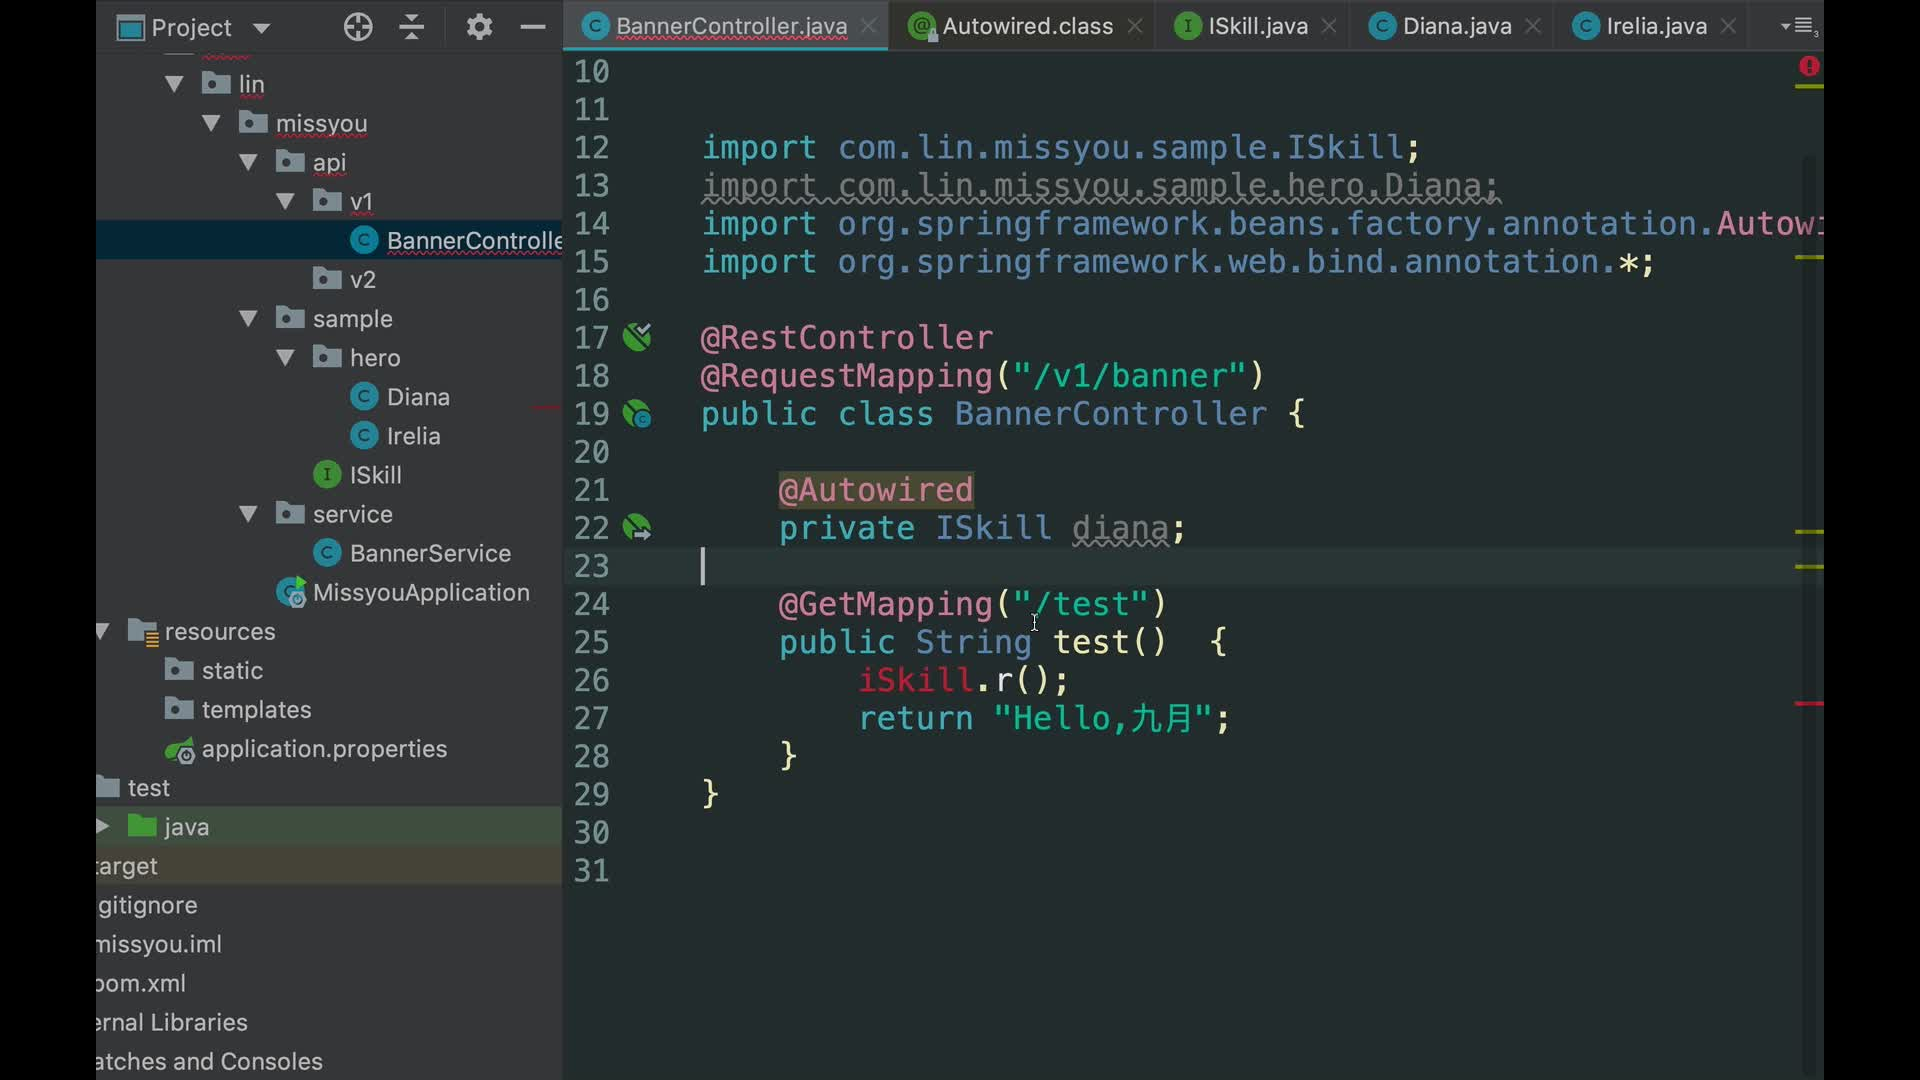 Project
BannerController.java
Autowired.class
ISkill.java
Diana.java
Irelia.java
lin
missyou
api
v1
BannerControlle
v2
sample
hero
Diana
Irelia
ISkill
service
BannerService
MissyouApplication
resources
static
templates
application.properties
test
java
target
gitignore
missyou.iml
pom.xml
ernal Libraries
atches and Consoles
10
11
12 import com.lin.missyou.sample.ISkill;
13 import com.lin.missyou.sample.hero.Diana;
14 import org.springframework.beans.factory.annotation.Autow
15 import org.springframework.web.bind.annotation.*;
16
17 @RestController
18 @RequestMapping("/v1/banner")
19 public class BannerController {
20
21 @Autowired
22 private ISkill diana;
23
24 @GetMapping("/test")
25 public String test() {
26 iSkill.r();
27 return "Hello,九月";
28 }
29 }
30
31